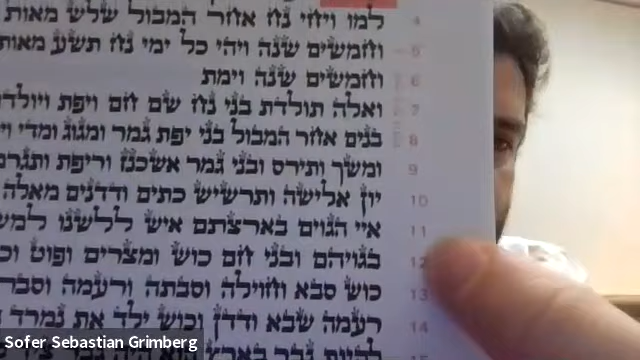 למו ויחי נח אחר המבול שלש מאות 4
וחמשים שנה ויהי כל ימי נח תשע מאות 5
וחמשים שנה וימת 6
ואלה תולדת בני נח שם חם ויפת ויולדו 7
בנים אחר המבול בני יפת גמר ומגוג ומדי 8
ומשך ותירס ובני גמר אשכנז וריפת 9
יון אלישה ותרשיש כתים ודדנים מאלה 10
איי הגוים בארצתם איש ללשנו 11
בגויהם ובני חם כוש ומצרים ופוט 12
כוש סבא וחוילה וסבתה ורעמה 13
רעמה שבא ודדן וכוש ילד את נמרד 14
להיות גבר בארץ
Sofer Sebastian Grimberg